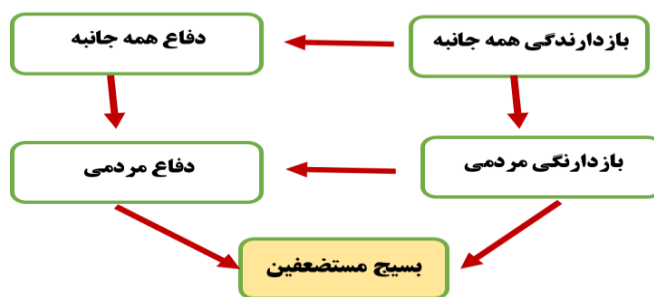 بازدارندگی همه جانبه
دفاع همه جانبه
بازدارنگی مردمی
دفاع مردمی
بسیج مستضعفین